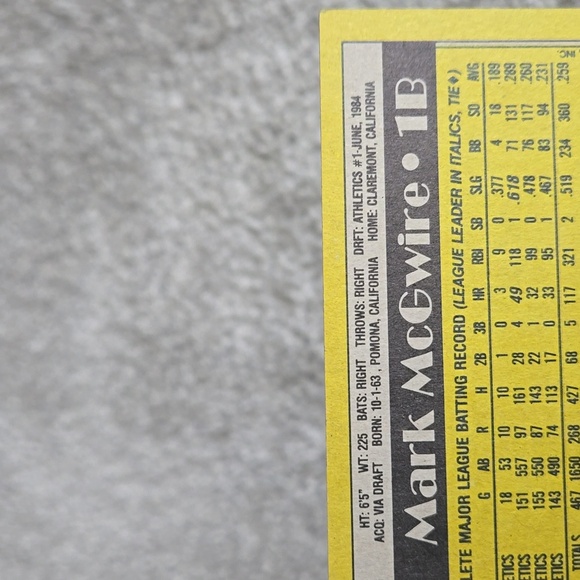 HT: 6'5" WT: 225 BATS: RIGHT THROWS: RIGHT DRFT: ATHLETICS #1-JUNE, 1984
ACQ: VIA DRAFT BORN: 10-1-63, POMONA, CALIFORNIA HOME: CLAREMONT, CALIFORNIA
Mark McGwire • 1B
LETE MAJOR LEAGUE BATTING RECORD (LEAGUE LEADER IN ITALICS, TIE♦)
G AB R H 2B 3B HR RBI SB SLG BB SO AVG
ETICS 18 53 10 10 1 0 3 9 0 .377 4 18 .189
ETICS 151 557 97 161 28 4 49 118 1 .618 71 131 .289
ETICS 155 550 87 143 22 1 32 99 0 .478 76 117 .260
ETICS 143 490 74 113 17 0 33 95 1 .467 83 94 .231
TOTALS 467 1650 268 427 68 5 117 321 2 .519 234 360 .259